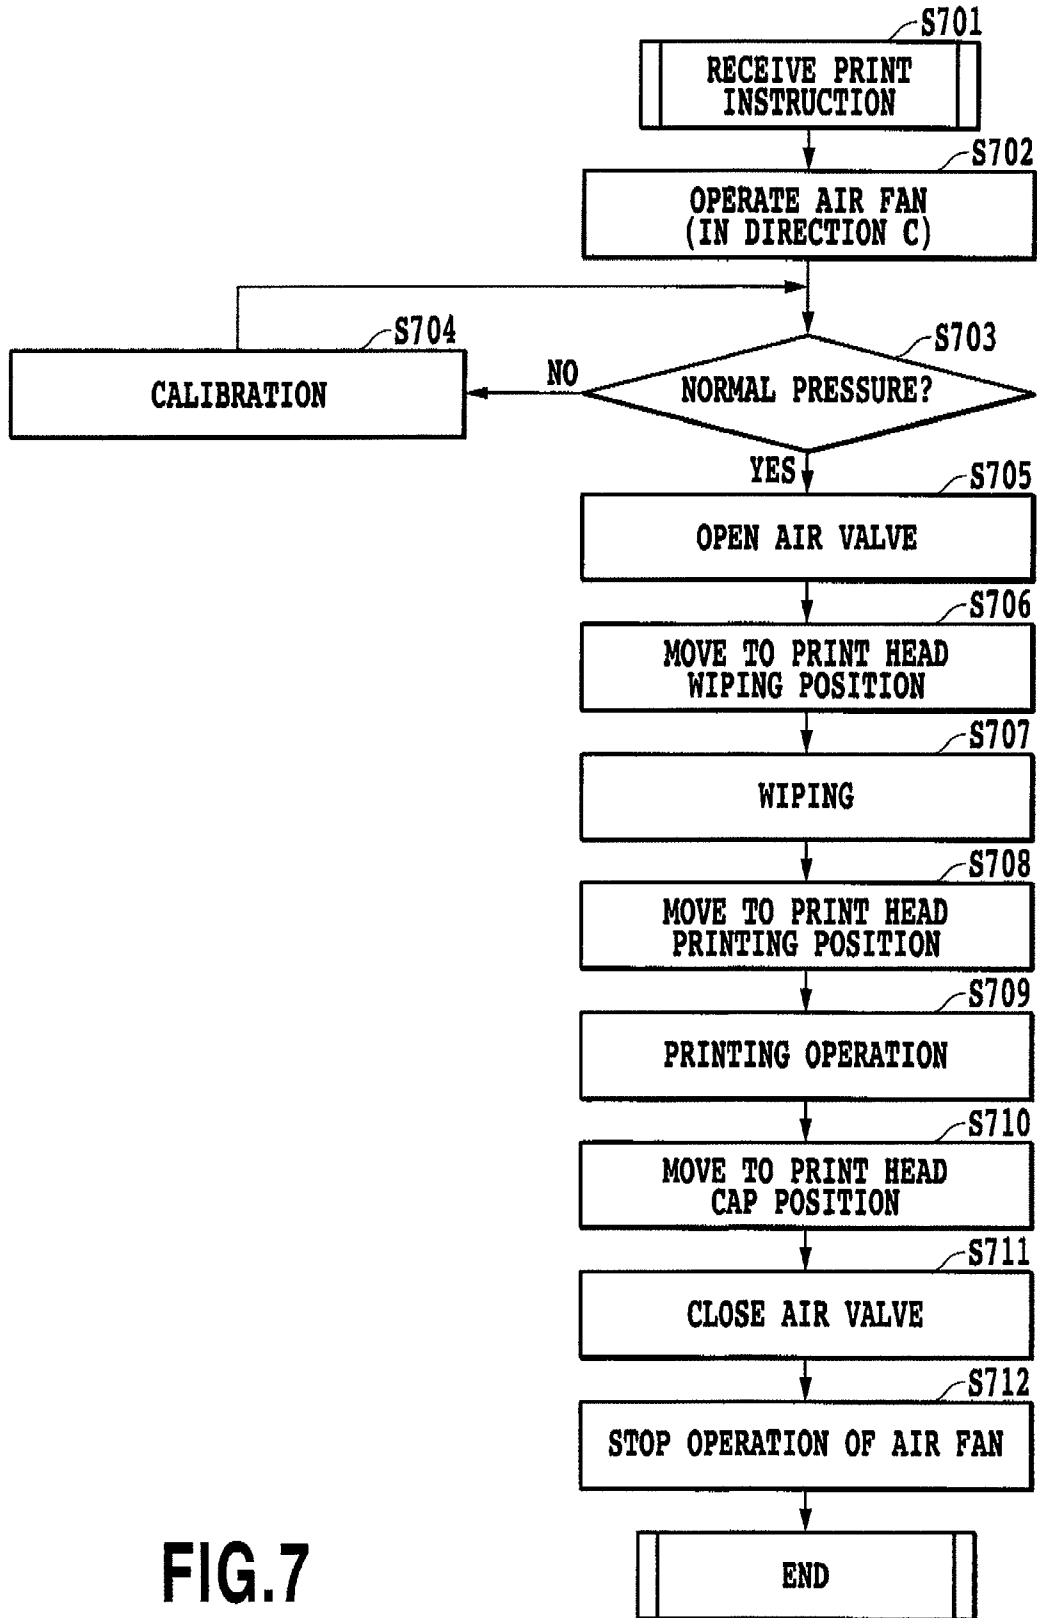 S701
RECEIVE PRINT
INSTRUCTION
S702
OPERATE AIR FAN
(IN DIRECTION C)
S703
NORMAL PRESSURE?
NO
S704
CALIBRATION
YES
S705
OPEN AIR VALVE
S706
MOVE TO PRINT HEAD
WIPING POSITION
S707
WIPING
S708
MOVE TO PRINT HEAD
PRINTING POSITION
S709
PRINTING OPERATION
S710
MOVE TO PRINT HEAD
CAP POSITION
S711
CLOSE AIR VALVE
S712
STOP OPERATION OF AIR FAN
END
FIG.7